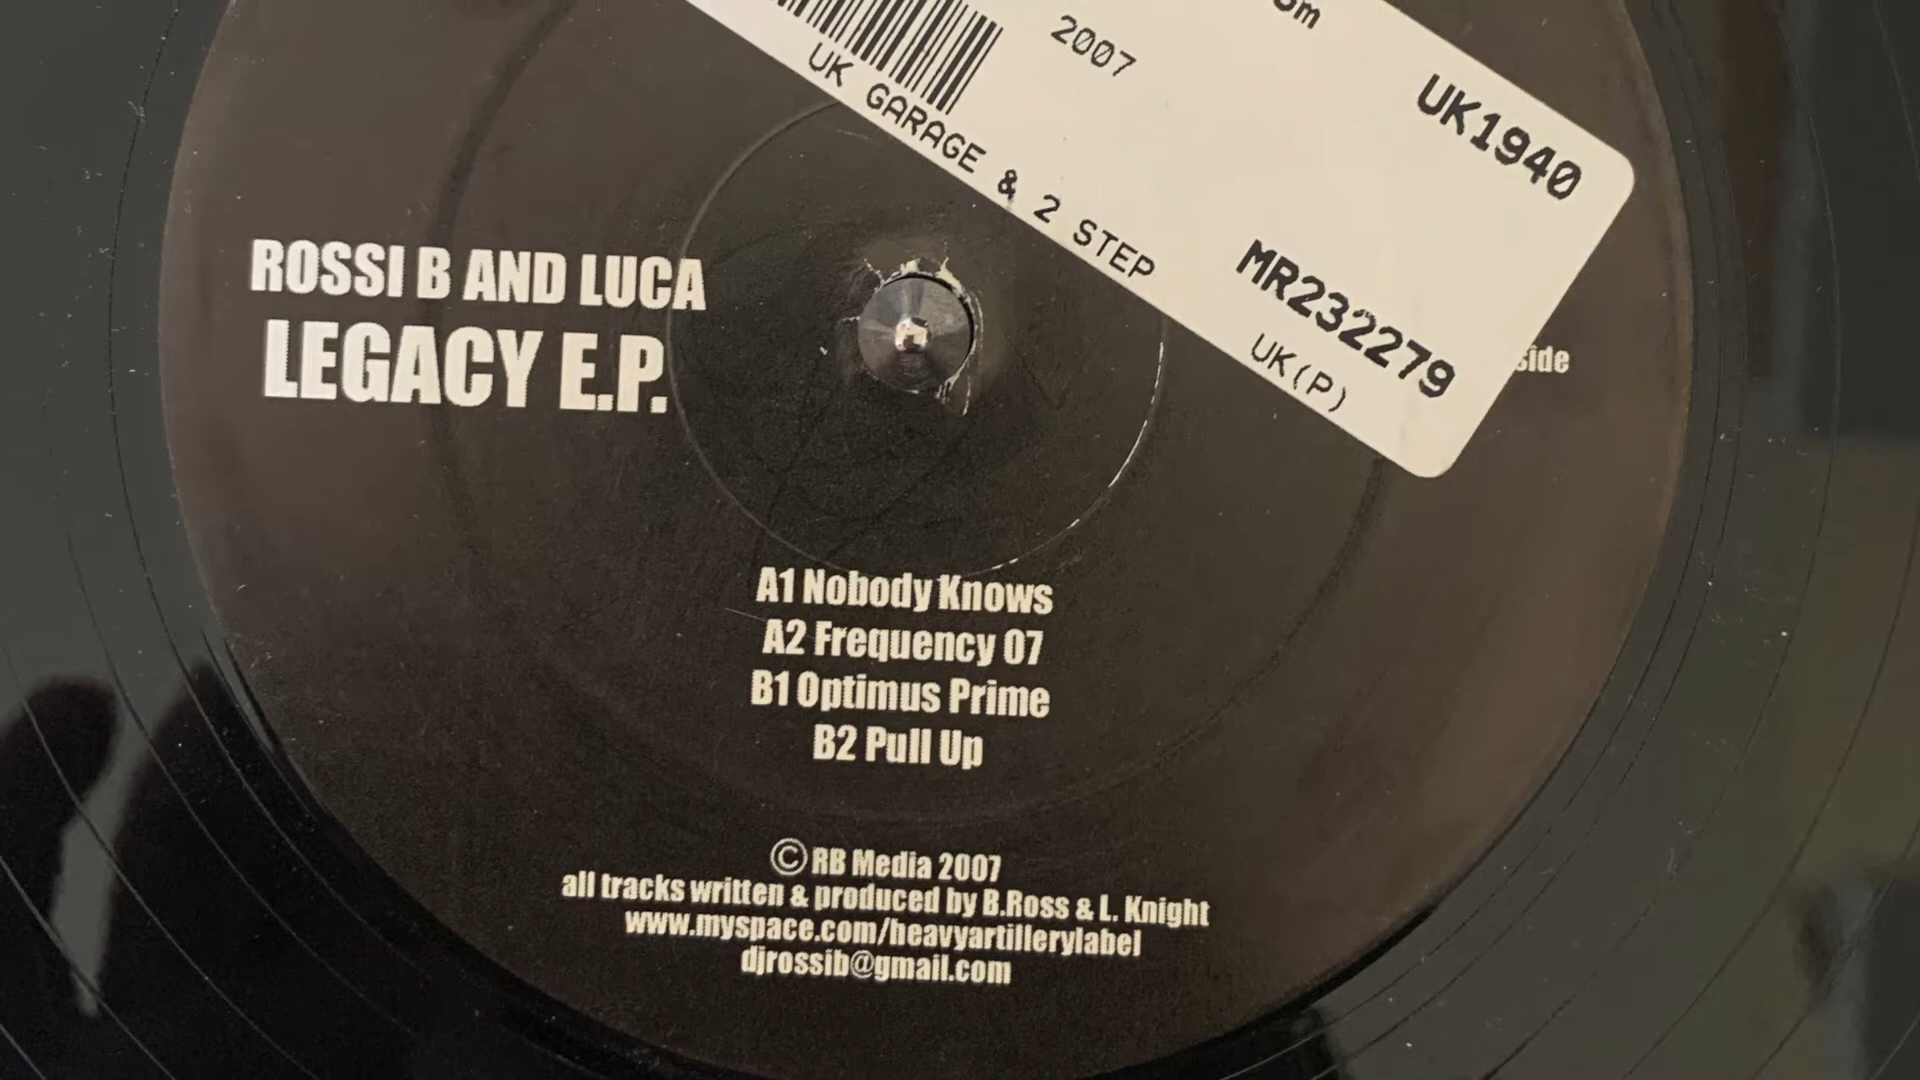 2007
UK1940
UK GARAGE & 2 STEP
MR232279
UK(P)
ROSSI B AND LUCA
LEGACY E.P.
A1 Nobody Knows
A2 Frequency 07
B1 Optimus Prime
B2 Pull Up
© RB Media 2007
all tracks written & produced by B.Ross & L. Knight
www.myspace.com/heavyartillerylabel
djrossib@gmail.com